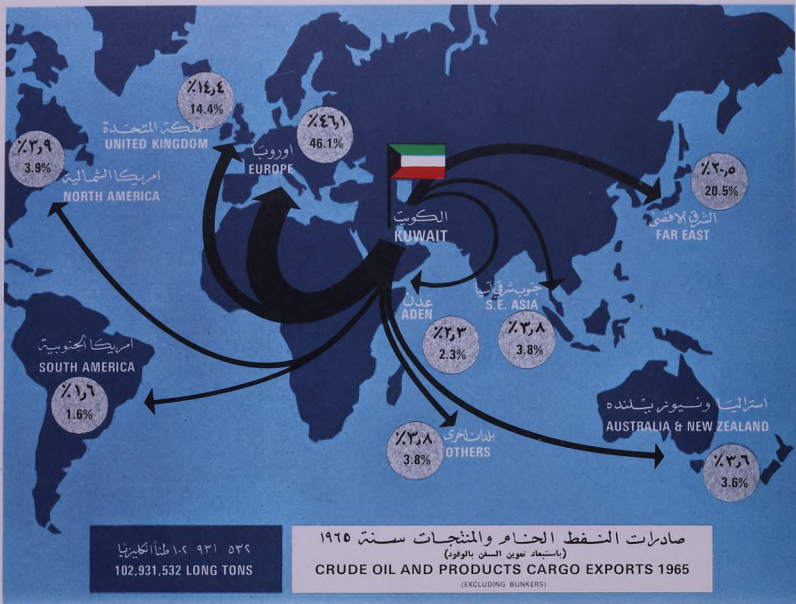 ٪١٤٫٤
14.4%
المملكة المتحدة
UNITED KINGDOM
٪٤٦٫١
46.1%
اوروبا
EUROPE
٪٣٫٩
3.9%
امريكا الشمالية
NORTH AMERICA
الكويت
KUWAIT
٪٢٠٫٥
20.5%
الشرق الاقصى
FAR EAST
عدن
ADEN
٪٢٫٣
2.3%
جنوب شرقي آسيا
S.E. ASIA
٪٣٫٨
3.8%
امريكا الجنوبية
SOUTH AMERICA
٪١٫٦
1.6%
بلدان اخرى
OTHERS
٪٣٫٨
3.8%
استراليا ونيوزيلنده
AUSTRALIA & NEW ZEALAND
٪٣٫٦
3.6%
١٠٢ ٩٣١ ٥٣٢ طناً انكليزياً
102,931,532 LONG TONS
صادرات النفط الخام والمنتجات سنة ١٩٦٥
(باستبعاد تموين السفن بالوقود)
CRUDE OIL AND PRODUCTS CARGO EXPORTS 1965
(EXCLUDING BUNKERS)